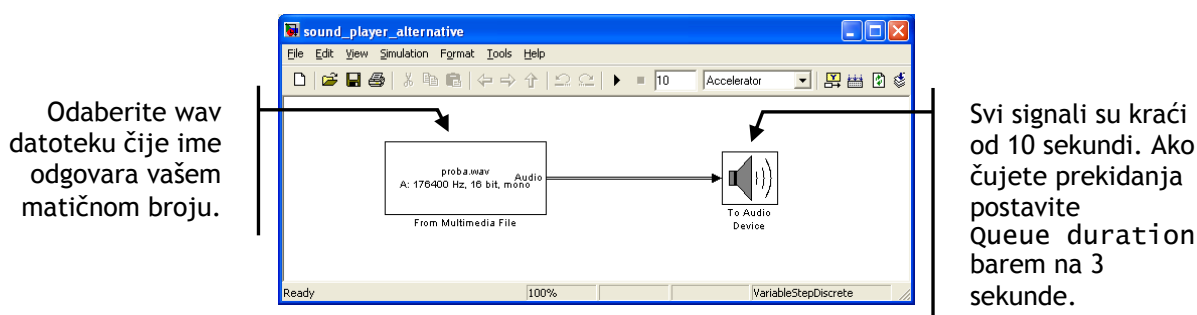 Odaberite wav
datoteku čije ime
odgovara vašem
matičnom broju.
sound_player_alternative
File Edit View Simulation Format Tools Help
10 Accelerator
proba.wav
A: 176400 Hz, 16 bit, mono
Audio
From Multimedia File
To Audio
Device
Ready 100% VariableStepDiscrete
Svi signali su kraći
od 10 sekundi. Ako
čujete prekidanja
postavite
Queue duration
barem na 3
sekunde.